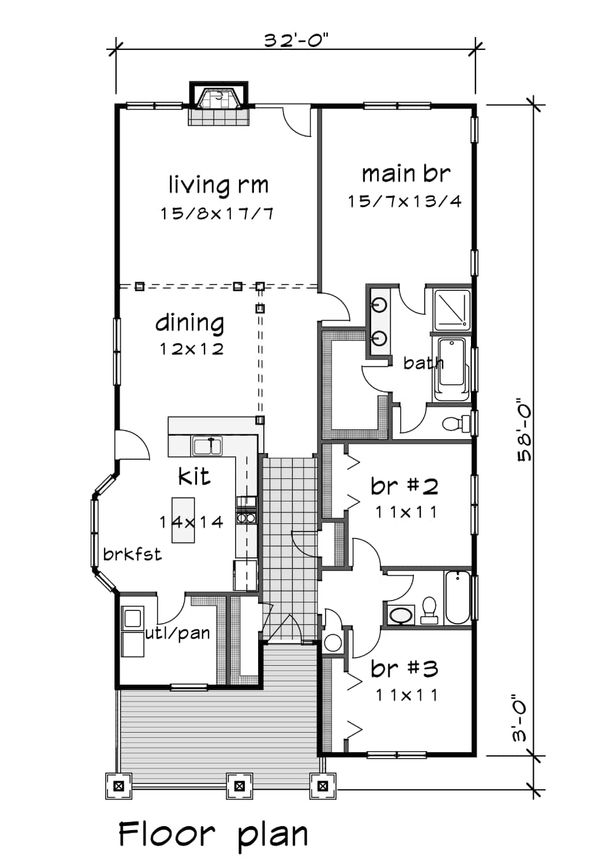 32'-0"
living rm
15/8x17/7
main br
15/7x13/4
dining
12x12
bath
58'-0"
kit
14x14
brkfst
br #2
11x11
utl/pan
br #3
11x11
3'-0"
Floor plan